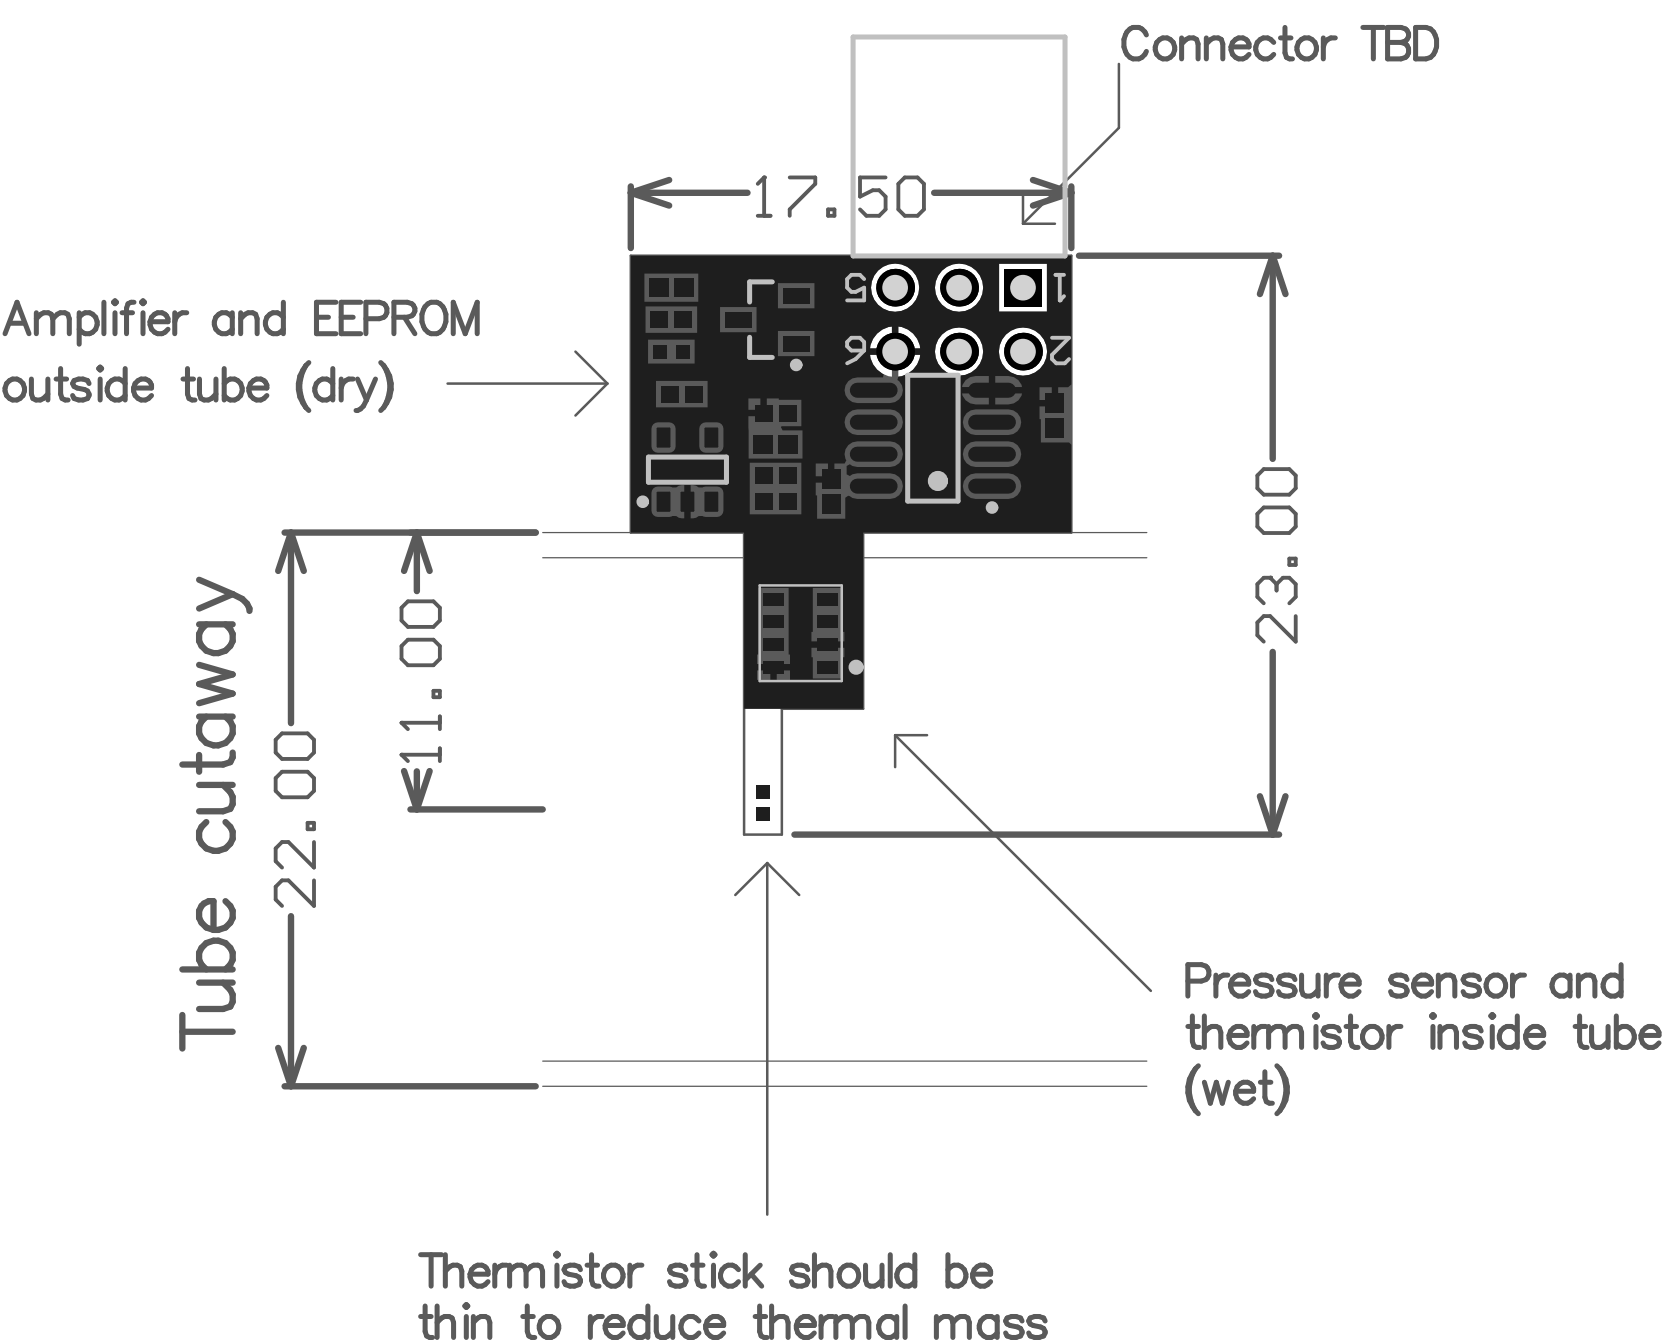 Connector TBD
17.50
5
1
6
2
Amplifier and EEPROM
outside tube (dry)
23.00
11.00
22.00
Tube cutaway
Pressure sensor and
thermistor inside tube
(wet)
Thermistor stick should be
thin to reduce thermal mass